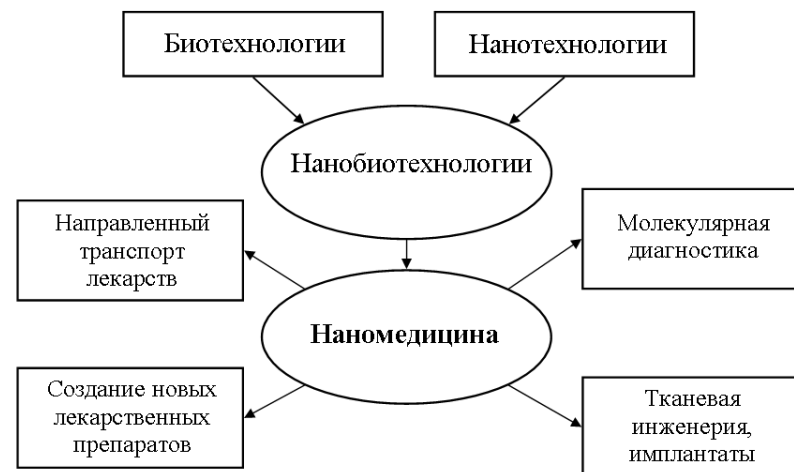 Биотехнологии
Нанотехнологии
Нанобиотехнологии
Направленный
транспорт
лекарств
Молекулярная
диагностика
Наномедицина
Создание новых
лекарственных
препаратов
Тканевая
инженерия,
имплантаты